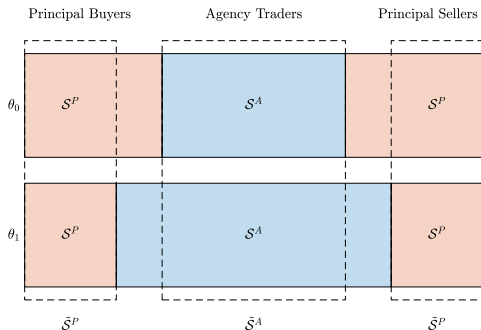 Principal Buyers Agency Traders Principal Sellers
θ₀ 𝒮ᴾ 𝒮ᴬ 𝒮ᴾ
θ₁ 𝒮ᴾ 𝒮ᴬ 𝒮ᴾ
𝒮̄ᴾ 𝒮̄ᴬ 𝒮̄ᴾ